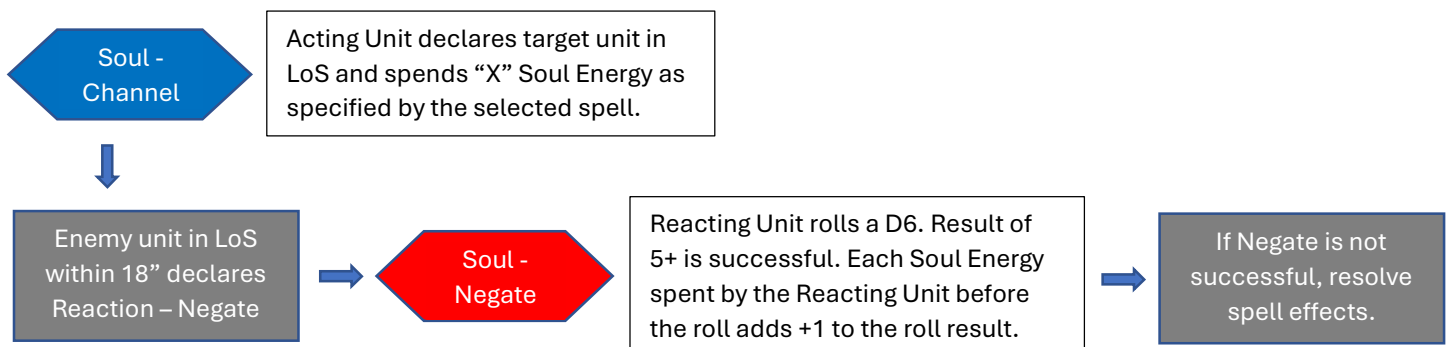 Soul -
Channel
Acting Unit declares target unit in
LoS and spends “X” Soul Energy as
specified by the selected spell.
Enemy unit in LoS
within 18” declares
Reaction – Negate
Soul -
Negate
Reacting Unit rolls a D6. Result of
5+ is successful. Each Soul Energy
spent by the Reacting Unit before
the roll adds +1 to the roll result.
If Negate is not
successful, resolve
spell effects.